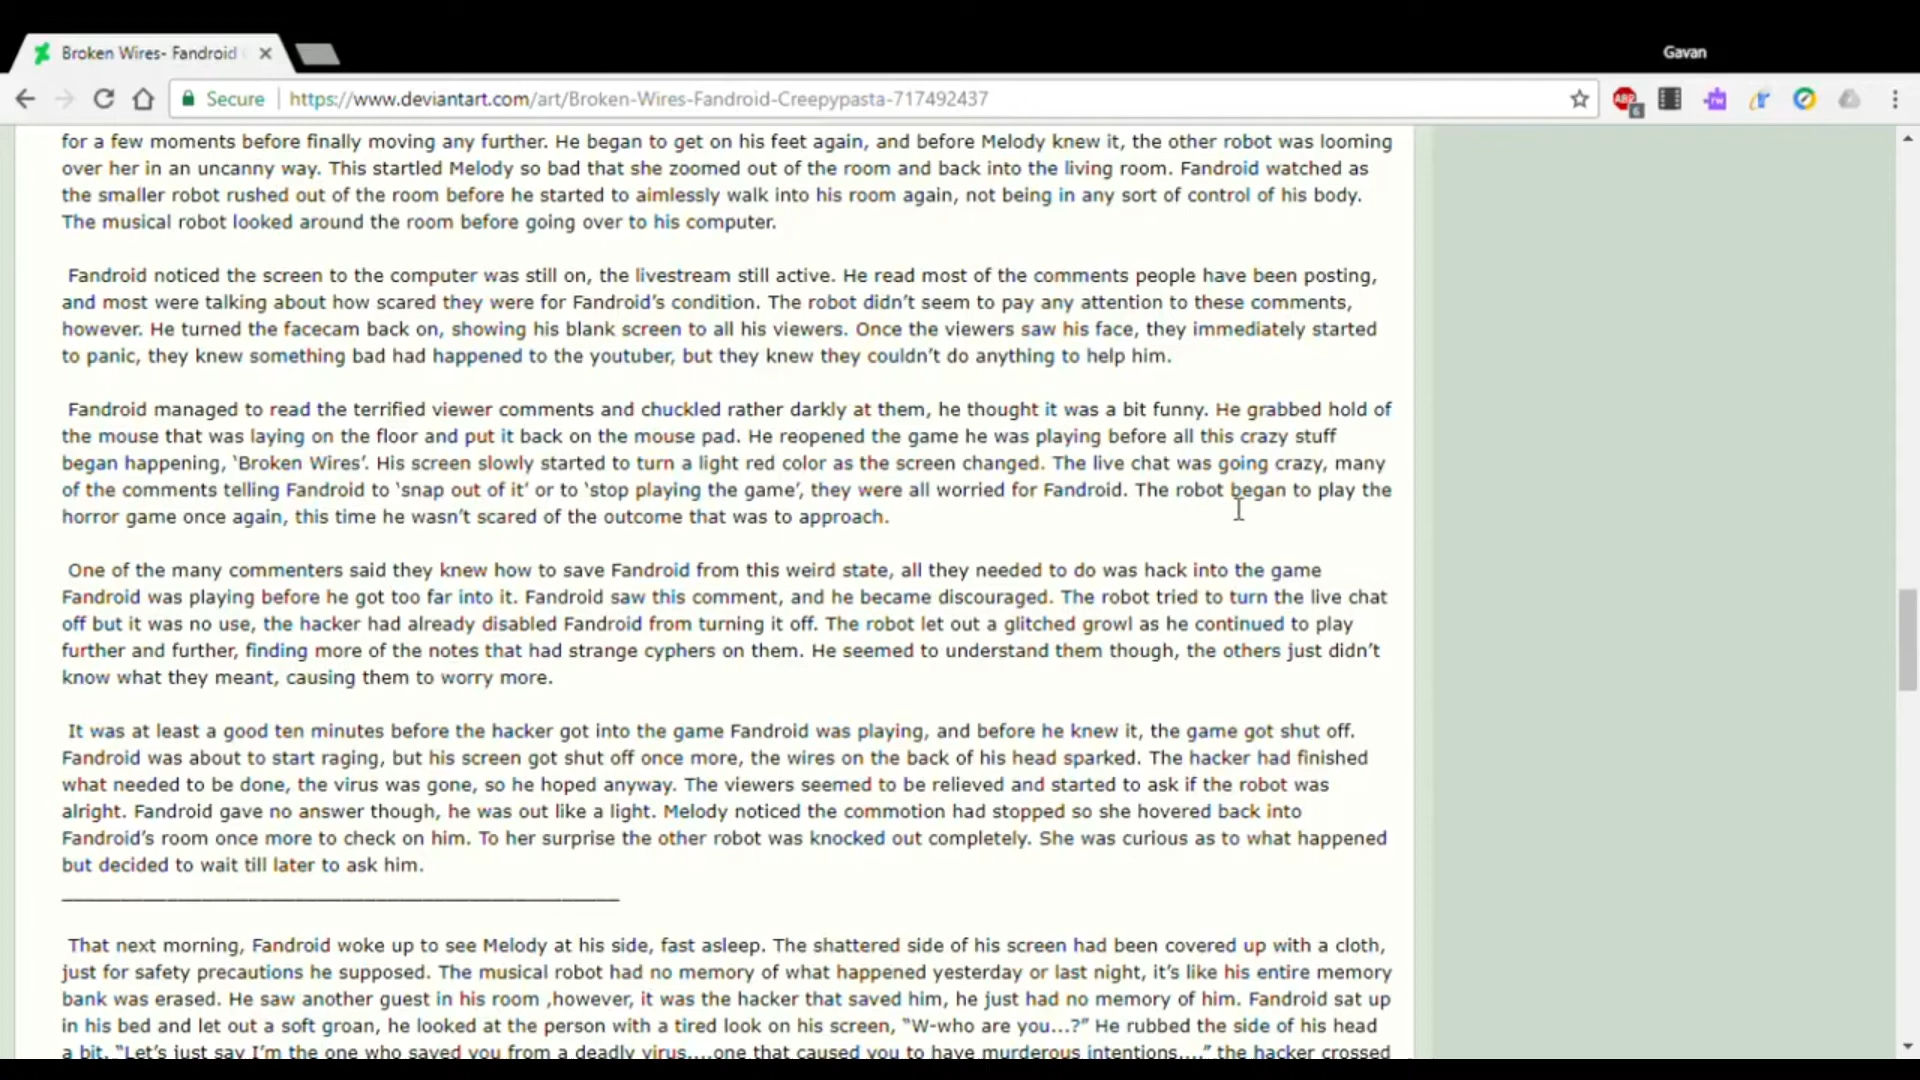 Broken Wires- Fandroid
Gavan
Secure
https://www.deviantart.com/art/Broken-Wires-Fandroid-Creepypasta-717492437
ABP
6
rw
for a few moments before finally moving any further. He began to get on his feet again, and before Melody knew it, the other robot was looming
over her in an uncanny way. This startled Melody so bad that she zoomed out of the room and back into the living room. Fandroid watched as
the smaller robot rushed out of the room before he started to aimlessly walk into his room again, not being in any sort of control of his body.
The musical robot looked around the room before going over to his computer.
Fandroid noticed the screen to the computer was still on, the livestream still active. He read most of the comments people have been posting,
and most were talking about how scared they were for Fandroid’s condition. The robot didn’t seem to pay any attention to these comments,
however. He turned the facecam back on, showing his blank screen to all his viewers. Once the viewers saw his face, they immediately started
to panic, they knew something bad had happened to the youtuber, but they knew they couldn’t do anything to help him.
Fandroid managed to read the terrified viewer comments and chuckled rather darkly at them, he thought it was a bit funny. He grabbed hold of
the mouse that was laying on the floor and put it back on the mouse pad. He reopened the game he was playing before all this crazy stuff
began happening, ‘Broken Wires’. His screen slowly started to turn a light red color as the screen changed. The live chat was going crazy, many
of the comments telling Fandroid to ‘snap out of it’ or to ‘stop playing the game’, they were all worried for Fandroid. The robot began to play the
horror game once again, this time he wasn’t scared of the outcome that was to approach.
One of the many commenters said they knew how to save Fandroid from this weird state, all they needed to do was hack into the game
Fandroid was playing before he got too far into it. Fandroid saw this comment, and he became discouraged. The robot tried to turn the live chat
off but it was no use, the hacker had already disabled Fandroid from turning it off. The robot let out a glitched growl as he continued to play
further and further, finding more of the notes that had strange cyphers on them. He seemed to understand them though, the others just didn’t
know what they meant, causing them to worry more.
It was at least a good ten minutes before the hacker got into the game Fandroid was playing, and before he knew it, the game got shut off.
Fandroid was about to start raging, but his screen got shut off once more, the wires on the back of his head sparked. The hacker had finished
what needed to be done, the virus was gone, so he hoped anyway. The viewers seemed to be relieved and started to ask if the robot was
alright. Fandroid gave no answer though, he was out like a light. Melody noticed the commotion had stopped so she hovered back into
Fandroid’s room once more to check on him. To her surprise the other robot was knocked out completely. She was curious as to what happened
but decided to wait till later to ask him.
That next morning, Fandroid woke up to see Melody at his side, fast asleep. The shattered side of his screen had been covered up with a cloth,
just for safety precautions he supposed. The musical robot had no memory of what happened yesterday or last night, it’s like his entire memory
bank was erased. He saw another guest in his room ,however, it was the hacker that saved him, he just had no memory of him. Fandroid sat up
in his bed and let out a soft groan, he looked at the person with a tired look on his screen, “W-who are you...?” He rubbed the side of his head
a bit. “Let’s just say I’m the one who saved you from a deadly virus....one that caused you to have murderous intentions....” the hacker crossed